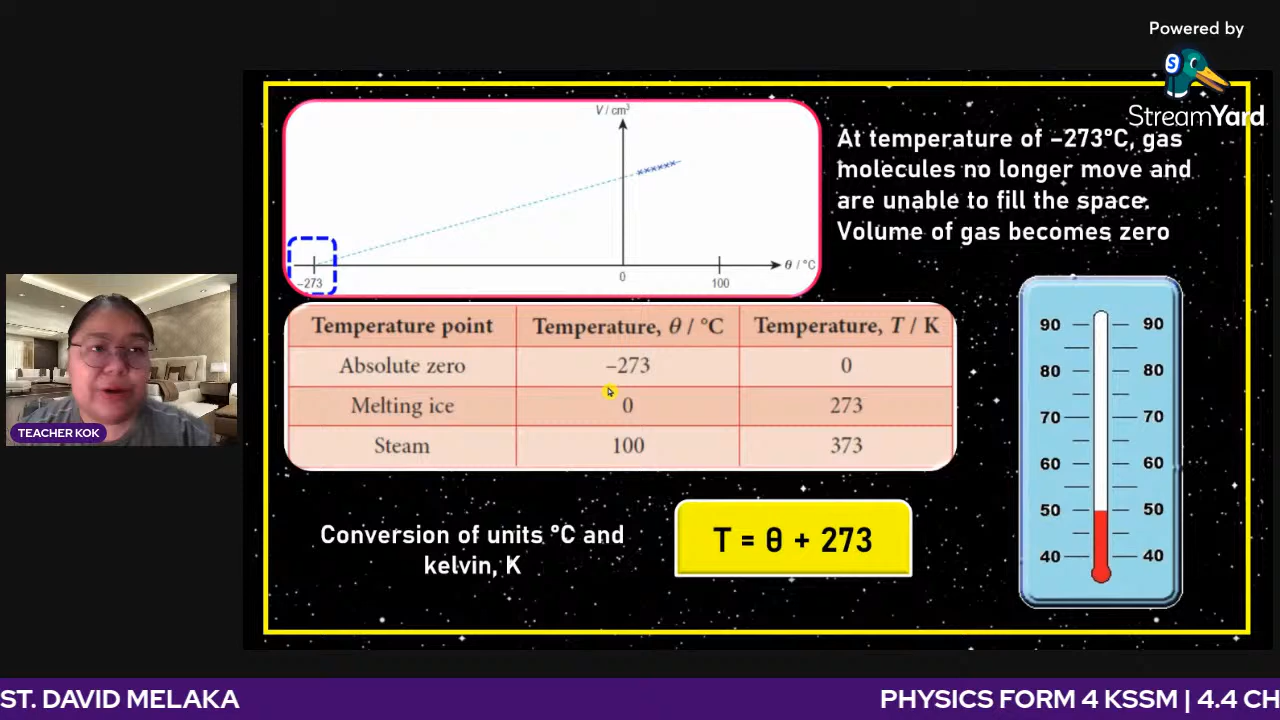 Powered by
S
StreamYard
V / cm³
θ / °C
−273
0
100
At temperature of −273°C, gas
molecules no longer move and
are unable to fill the space.
Volume of gas becomes zero
Temperature point Temperature, θ / °C Temperature, T / K
Absolute zero −273 0
Melting ice 0 273
Steam 100 373
TEACHER KOK
Conversion of units °C and
kelvin, K
T = θ + 273
90 90
80 80
70 70
60 60
50 50
40 40
ST. DAVID MELAKA
PHYSICS FORM 4 KSSM | 4.4 CH